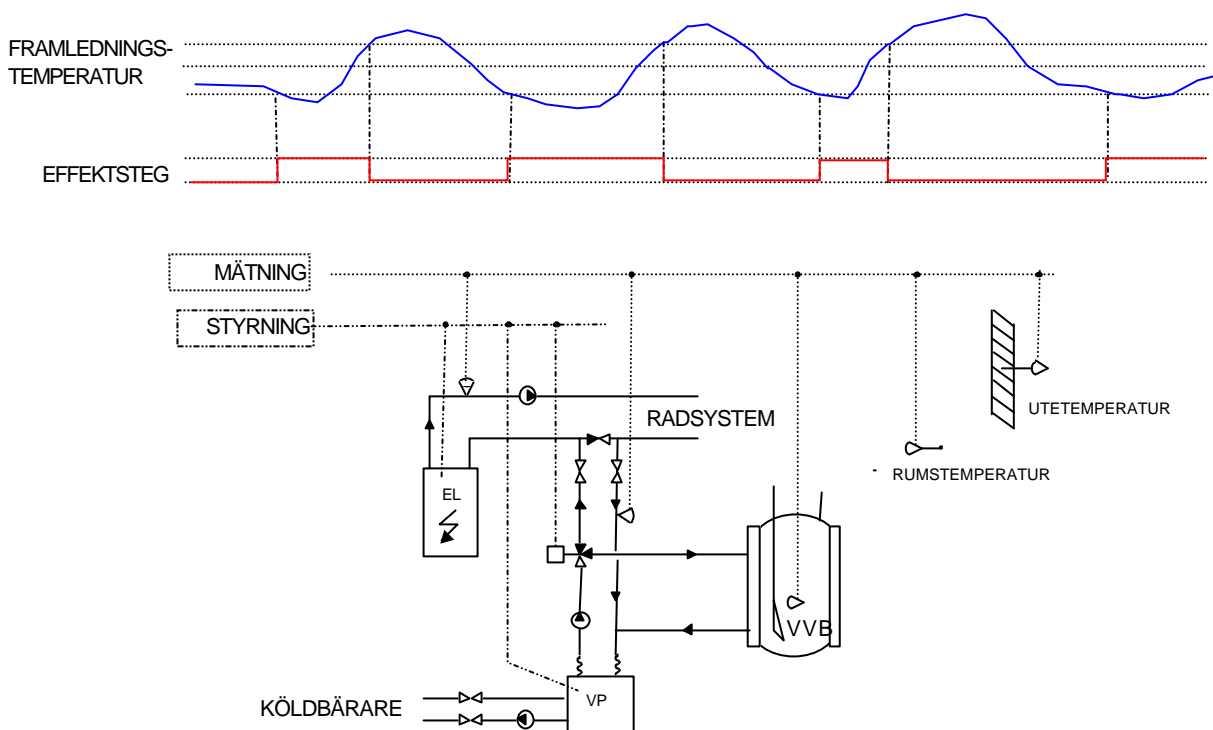 FRAMLEDNINGS-
TEMPERATUR
EFFEKTSTEG
MÄTNING
STYRNING
RADSYSTEM
UTETEMPERATUR
RUMSTEMPERATUR
EL
VVB
VP
KÖLDBÄRARE